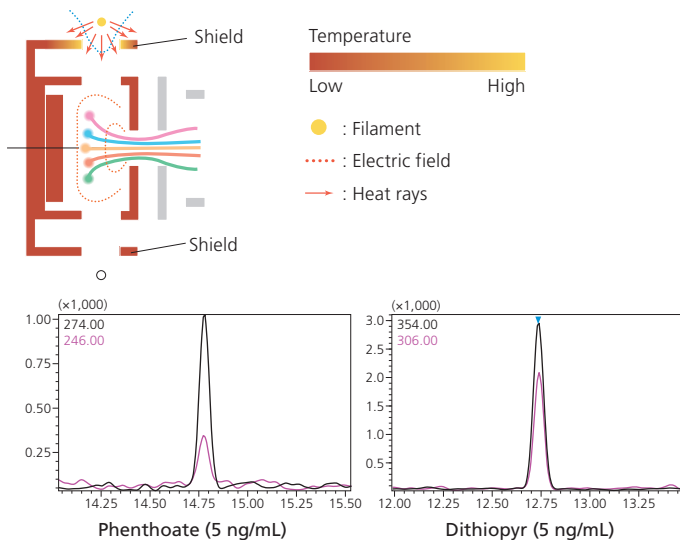 Shield
Temperature
Low High
: Filament
: Electric field
: Heat rays
Shield
(×1,000)
274.00
246.00
1.00
0.75
0.50
0.25
14.25 14.50 14.75 15.00 15.25 15.50
Phenthoate (5 ng/mL)
(×1,000)
354.00
306.00
3.0
2.5
2.0
1.5
1.0
0.5
12.00 12.25 12.50 12.75 13.00 13.25
Dithiopyr (5 ng/mL)